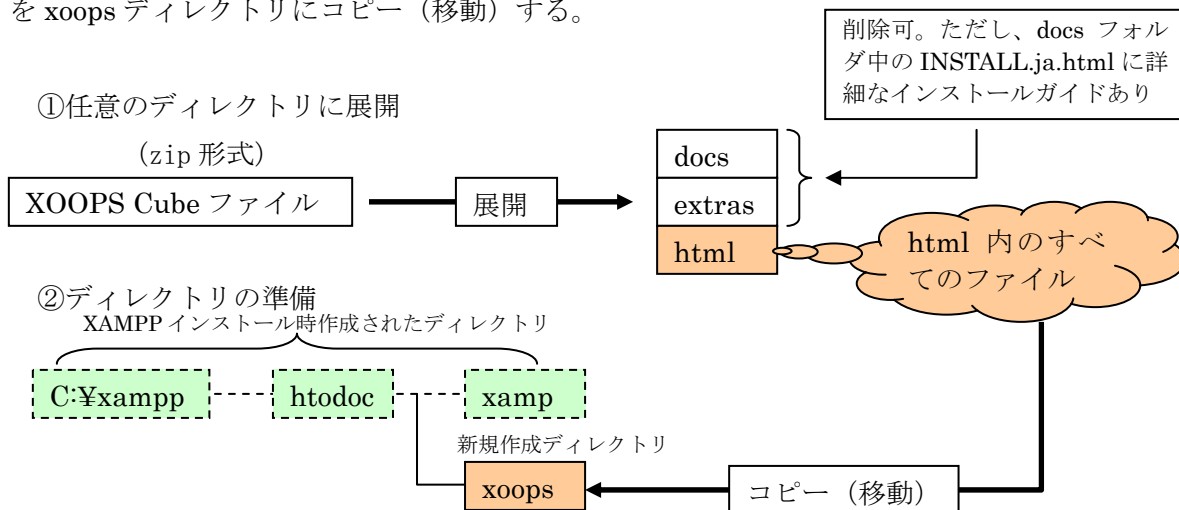 を xoops ディレクトリにコピー（移動）する。
削除可。ただし、docs フォル
ダ中の INSTALL.ja.html に詳
細なインストールガイドあり
①任意のディレクトリに展開
（zip 形式）
XOOPS Cube ファイル
展開
docs
extras
html
html 内のすべ
てのファイル
②ディレクトリの準備
XAMPP インストール時作成されたディレクトリ
C:¥xampp
htodoc
xamp
新規作成ディレクトリ
xoops
コピー（移動）